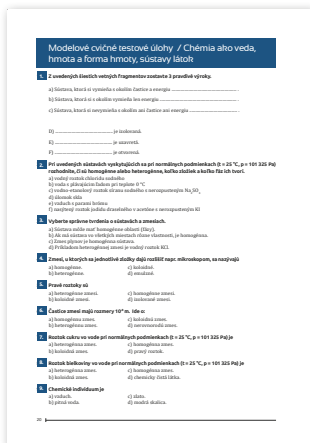 Modelové cvičné testové úlohy / Chémia ako veda,
hmota a forma hmoty, sústavy látok
1. Z uvedených šiestich vetných fragmentov zostavte 3 pravdivé výroky.
a) Sústava, ktorá si vymieňa s okolím častice a energiu ........................................ .
b) Sústava, ktorá si s okolím vymieňa len energiu ........................................ .
c) Sústava, ktorá si nevymieňa s okolím ani častice ani energiu ........................................ .
D) ........................................ je izolovaná.
E) ........................................ je uzavretá.
F) ........................................ je otvorená.
2. Pri uvedených sústavách vyskytujúcich sa pri normálnych podmienkach (t = 25 °C, p = 101 325 Pa)
rozhodnite, či sú homogénne alebo heterogénne, koľko zložiek a koľko fáz ich tvorí.
a) vodný roztok chloridu sodného
b) voda s plávajúcim ľadom pri teplote 0 °C
c) vodno-etanolový roztok síranu sodného s nerozpusteným Na₂SO₄
d) úlomok skla
e) vzduch s parami brómu
f) nasýtený roztok jodidu draselného v acetóne s nerozpusteným KI
3. Vyberte správne tvrdenia o sústavách a zmesiach.
a) Sústava môže mať homogénne oblasti (fázy).
b) Ak má sústava vo všetkých miestach rôzne vlastnosti, je homogénna.
c) Zmes plynov je homogénna sústava.
d) Príkladom heterogénnej zmesi je vodný roztok KCl.
4. Zmesi, u ktorých sa jednotlivé zložky dajú rozlíšiť napr. mikroskopom, sa nazývajú
a) homogénne. c) koloidné.
b) heterogénne. d) emulzné.
5. Pravé roztoky sú
a) heterogénne zmesi. c) homogénne zmesi.
b) koloidné zmesi. d) izolované zmesi.
6. Častice zmesi majú rozmery 10⁻⁸ m. Ide o:
a) homogénnu zmes. c) koloidnú zmes.
b) heterogénnu zmes. d) nerovnorodú zmes.
7. Roztok cukru vo vode pri normálnych podmienkach (t = 25 °C, p = 101 325 Pa) je
a) heterogénna zmes. c) homogénna zmes.
b) koloidná zmes. d) pravý roztok.
8. Roztok bielkoviny vo vode pri normálnych podmienkach (t = 25 °C, p = 101 325 Pa) je
a) heterogénna zmes. c) homogénna zmes.
b) koloidná zmes. d) chemicky čistá látka.
9. Chemické indivíduum je
a) vzduch. c) zlato.
b) pitná voda. d) modrá skalica.
20